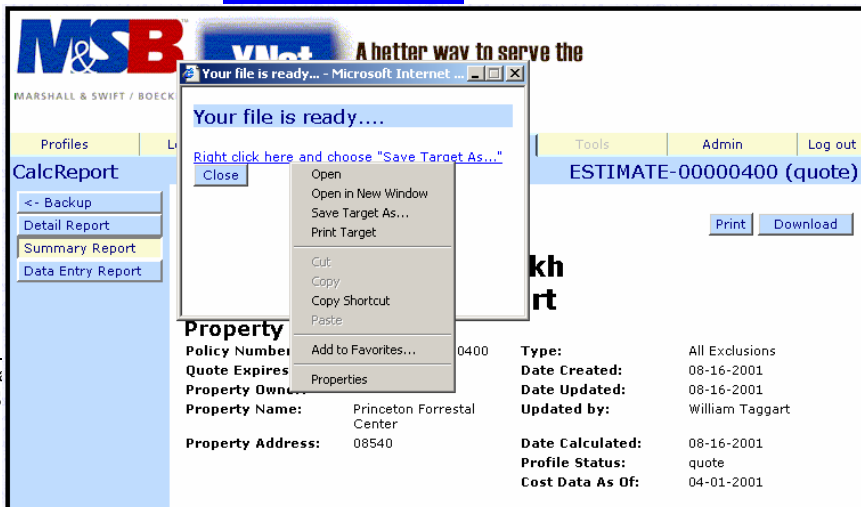 M&SB
MARSHALL & SWIFT / BOECK
VNet
A better way to serve the
Your file is ready... - Microsoft Internet ...
Your file is ready....
Right click here and choose "Save Target As..."
Close
Open
Open in New Window
Save Target As...
Print Target
Cut
Copy
Copy Shortcut
Paste
Add to Favorites...
Properties
Profiles
Tools
Admin
Log out
CalcReport
ESTIMATE-00000400 (quote)
<- Backup
Detail Report
Summary Report
Data Entry Report
Print
Download
kh
rt
Property
Policy Number 0400
Type: All Exclusions
Quote Expires
Date Created: 08-16-2001
Property Owner:
Date Updated: 08-16-2001
Property Name: Princeton Forrestal
Center
Updated by: William Taggart
Property Address: 08540
Date Calculated: 08-16-2001
Profile Status: quote
Cost Data As Of: 04-01-2001